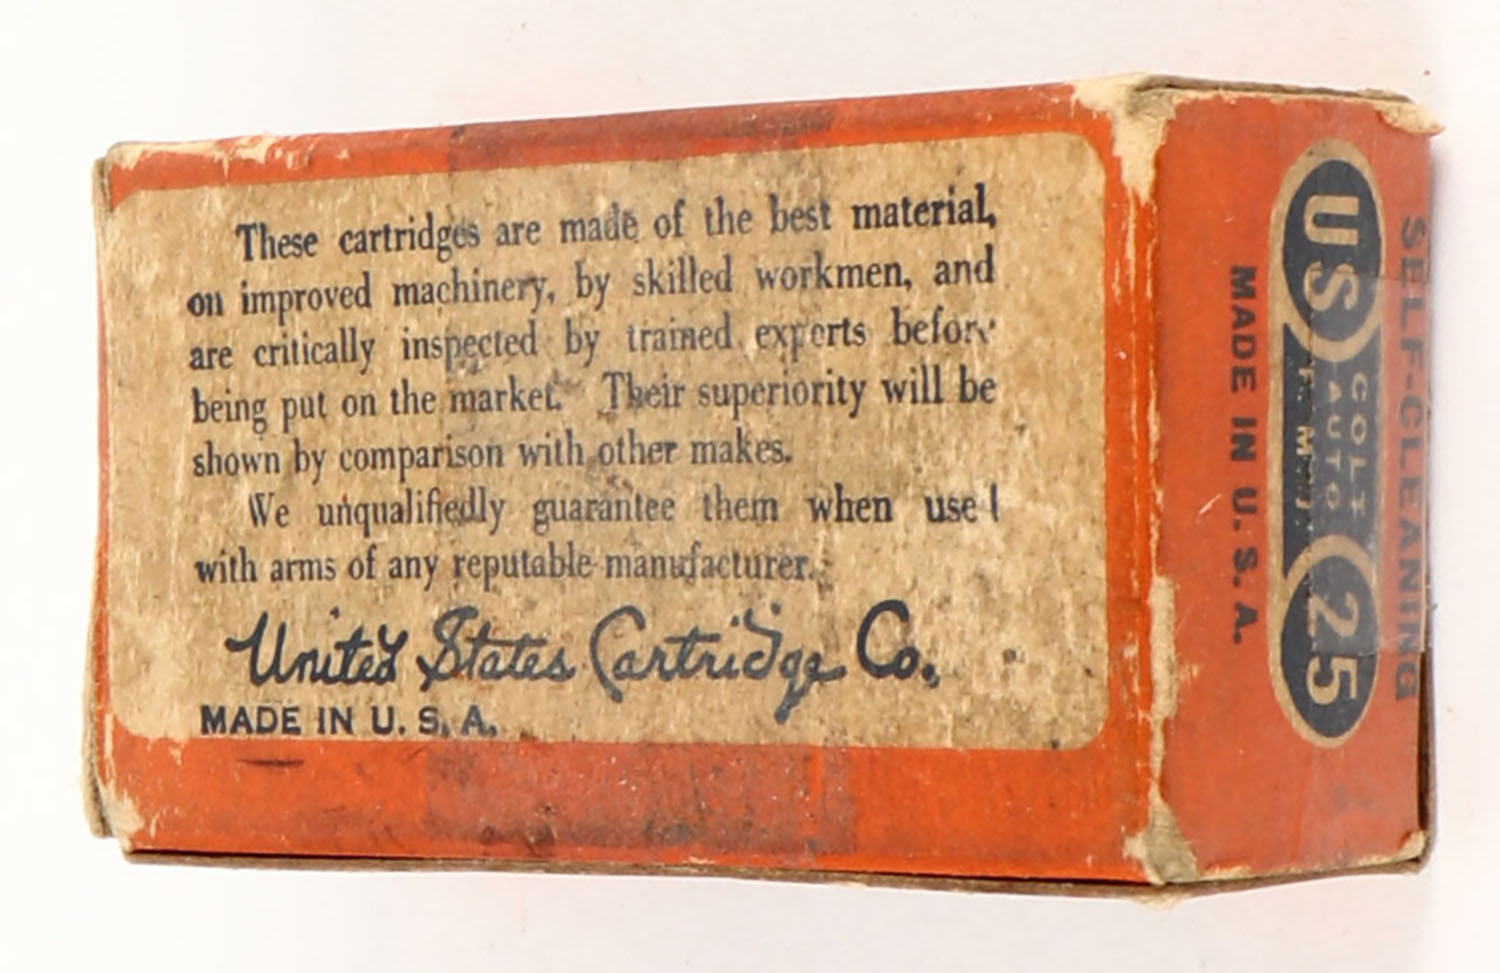 These cartridges are made of the best material,
on improved machinery, by skilled workmen, and
are critically inspected by trained experts before
being put on the market. Their superiority will be
shown by comparison with other makes.
We unqualifiedly guarantee them when used
with arms of any reputable manufacturer.
United States Cartridge Co.
MADE IN U. S. A.
SELF-CLEANING
US
COLT
AUTO
25
MADE IN U. S. A.